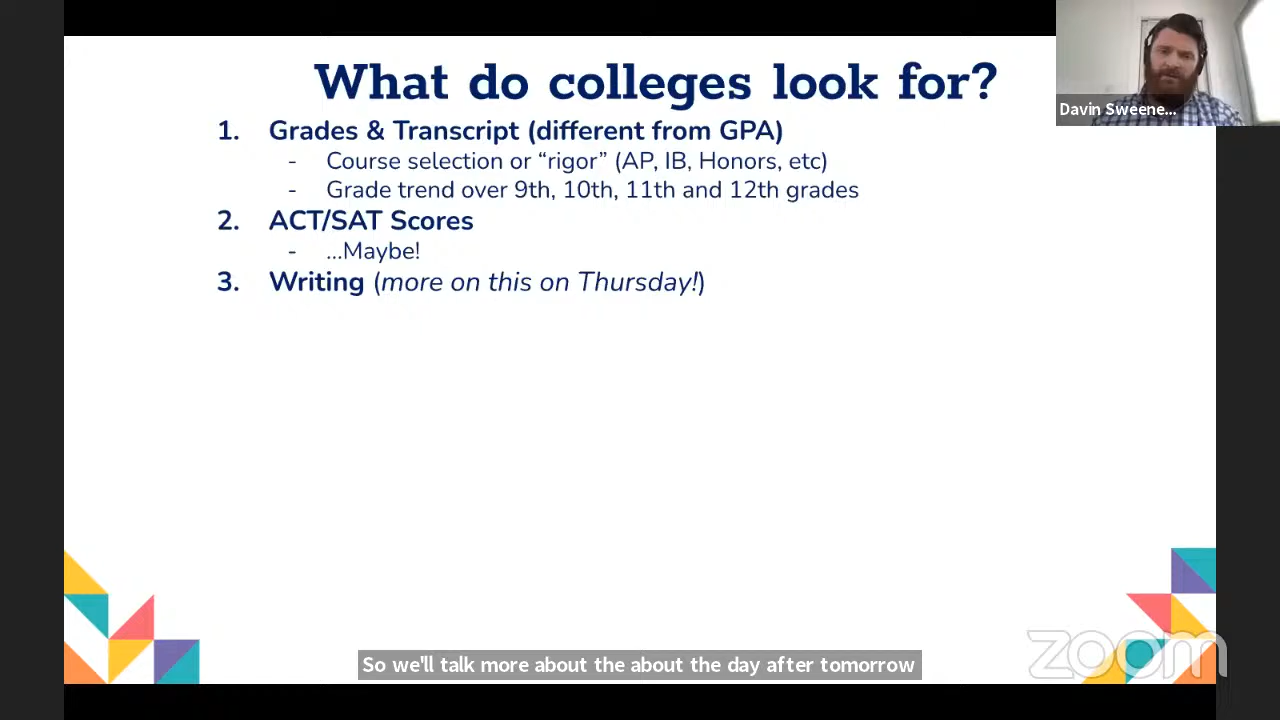 What do colleges look for?
1. Grades & Transcript (different from GPA)
- Course selection or “rigor” (AP, IB, Honors, etc)
- Grade trend over 9th, 10th, 11th and 12th grades
2. ACT/SAT Scores
- ...Maybe!
3. Writing (more on this on Thursday!)
Davin Sweene...
So we'll talk more about the about the day after tomorrow
zoom